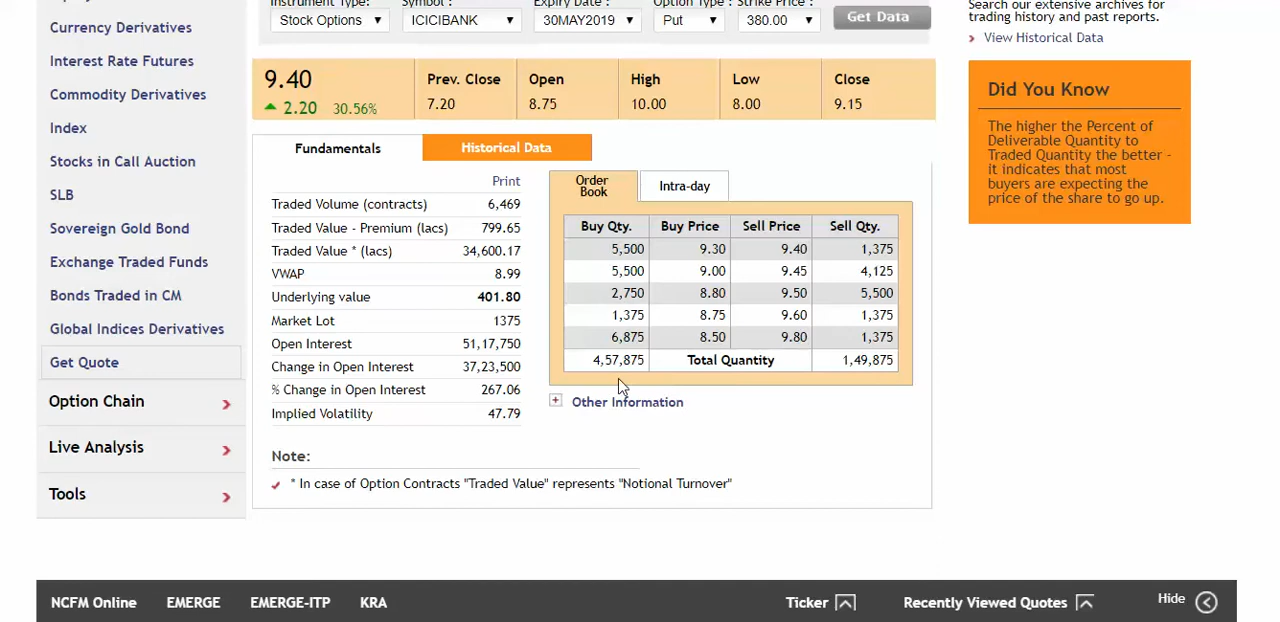 Instrument Type: Symbol : Expiry Date : Option Type : Strike Price :
Stock Options ICICIBANK 30MAY2019 Put 380.00 Get Data
Currency Derivatives
Interest Rate Futures
Commodity Derivatives
Index
Stocks in Call Auction
SLB
Sovereign Gold Bond
Exchange Traded Funds
Bonds Traded in CM
Global Indices Derivatives
Get Quote
Option Chain
Live Analysis
Tools
9.40 Prev. Close Open High Low Close
2.20 30.56% 7.20 8.75 10.00 8.00 9.15
Fundamentals Historical Data
Print
Traded Volume (contracts) 6,469
Traded Value - Premium (lacs) 799.65
Traded Value * (lacs) 34,600.17
VWAP 8.99
Underlying value 401.80
Market Lot 1375
Open Interest 51,17,750
Change in Open Interest 37,23,500
% Change in Open Interest 267.06
Implied Volatility 47.79
Order
Book
Intra-day
Buy Qty. Buy Price Sell Price Sell Qty.
5,500 9.30 9.40 1,375
5,500 9.00 9.45 4,125
2,750 8.80 9.50 5,500
1,375 8.75 9.60 1,375
6,875 8.50 9.80 1,375
4,57,875 Total Quantity 1,49,875
Other Information
Note:
* In case of Option Contracts "Traded Value" represents "Notional Turnover"
Search our extensive archives for
trading history and past reports.
View Historical Data
Did You Know
The higher the Percent of
Deliverable Quantity to
Traded Quantity the better -
it indicates that most
buyers are expecting the
price of the share to go up.
NCFM Online EMERGE EMERGE-ITP KRA Ticker Recently Viewed Quotes Hide